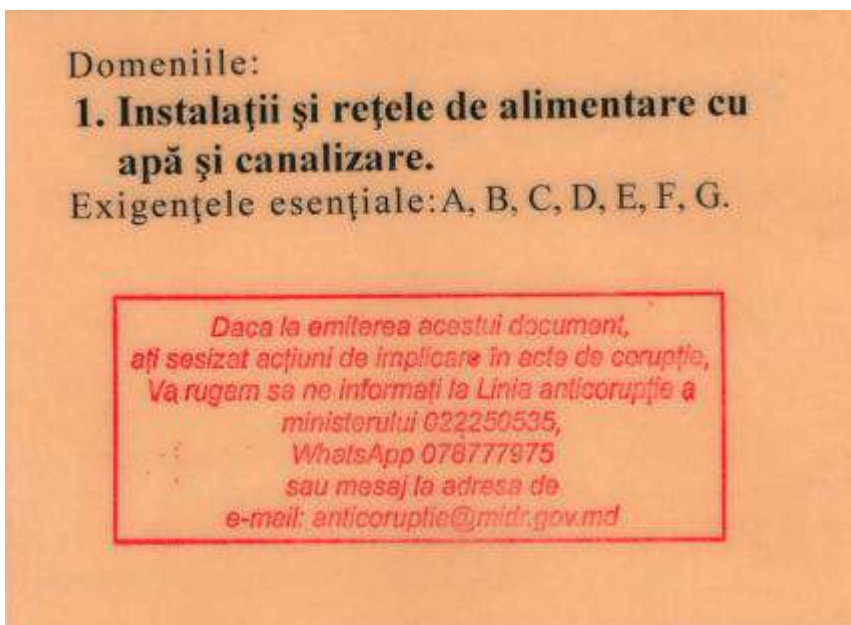 Domeniile:
1. Instalaţii şi reţele de alimentare cu
apă şi canalizare.
Exigenţele esenţiale:A, B, C, D, E, F, G.
Daca la emiterea acestui document,
aţi sesizat acţiuni de implicare în acte de corupţie,
Va rugam sa ne informaţi la Linia anticorupţie a
ministerului 022250535,
WhatsApp 078777975
sau mesaj la adresa de
e-mail: anticoruptie@midr.gov.md